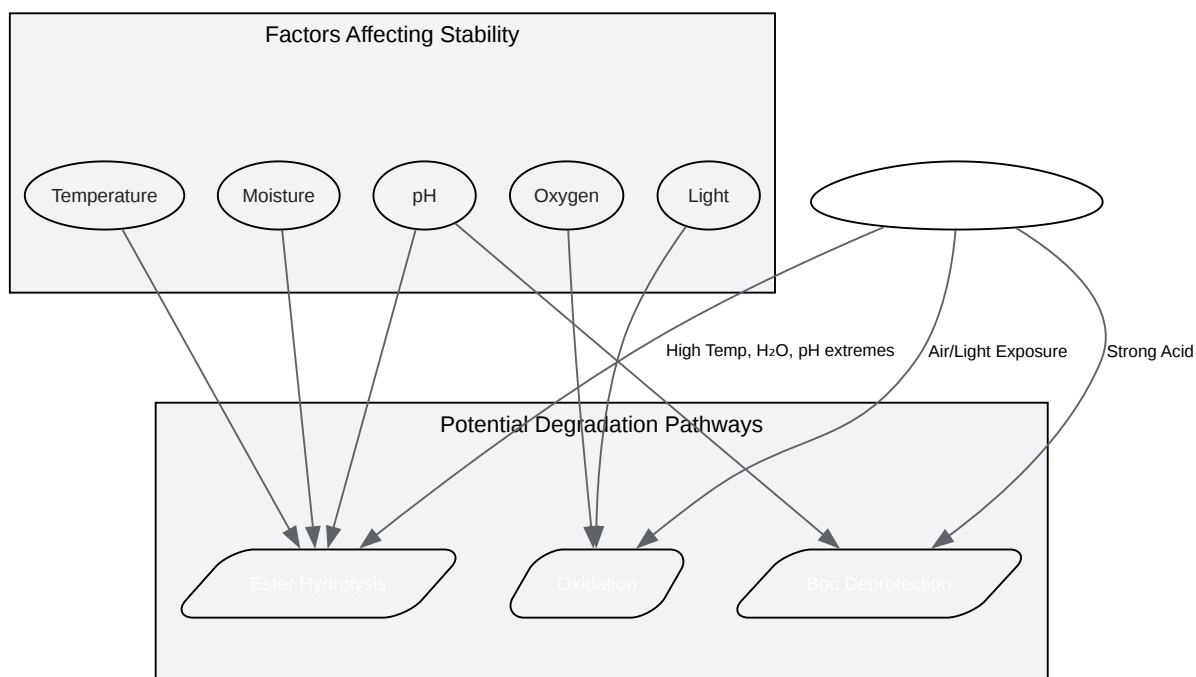 Factors Affecting Stability
Temperature
Moisture
pH
Oxygen
Light
High Temp, H₂O, pH extremes
Air/Light Exposure
Strong Acid
Potential Degradation Pathways
Ester Hydrolysis
Oxidation
Boc Deprotection